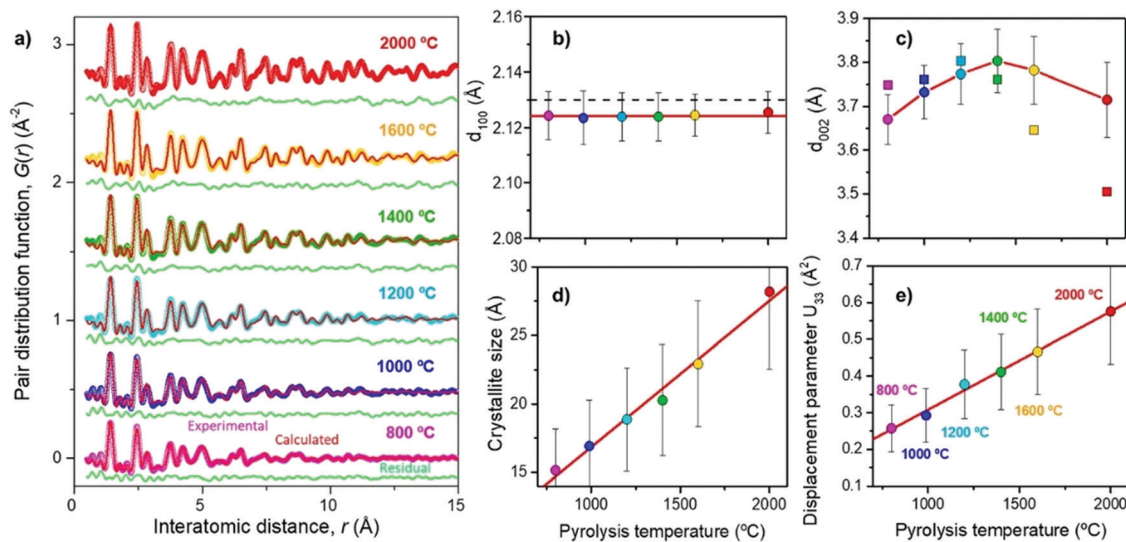 a)
Pair distribution function, G(r) (Å⁻²)
3
2
1
0
2000 ºC
1600 ºC
1400 ºC
1200 ºC
1000 ºC
Experimental
Calculated
800 ºC
Residual
0 5 10 15
Interatomic distance, r (Å)
b)
d₁₀₀ (Å)
2.16
2.14
2.12
2.10
2.08
c)
d₀₀₂ (Å)
3.9
3.8
3.7
3.6
3.5
3.4
d)
Crystallite size (Å)
30
25
20
15
1000 1500 2000
Pyrolysis temperature (ºC)
e)
Displacement parameter U₃₃ (Å²)
0.7
0.6
0.5
0.4
0.3
0.2
0.1
2000 ºC
1400 ºC
800 ºC
1600 ºC
1200 ºC
1000 ºC
1000 1500 2000
Pyrolysis temperature (ºC)